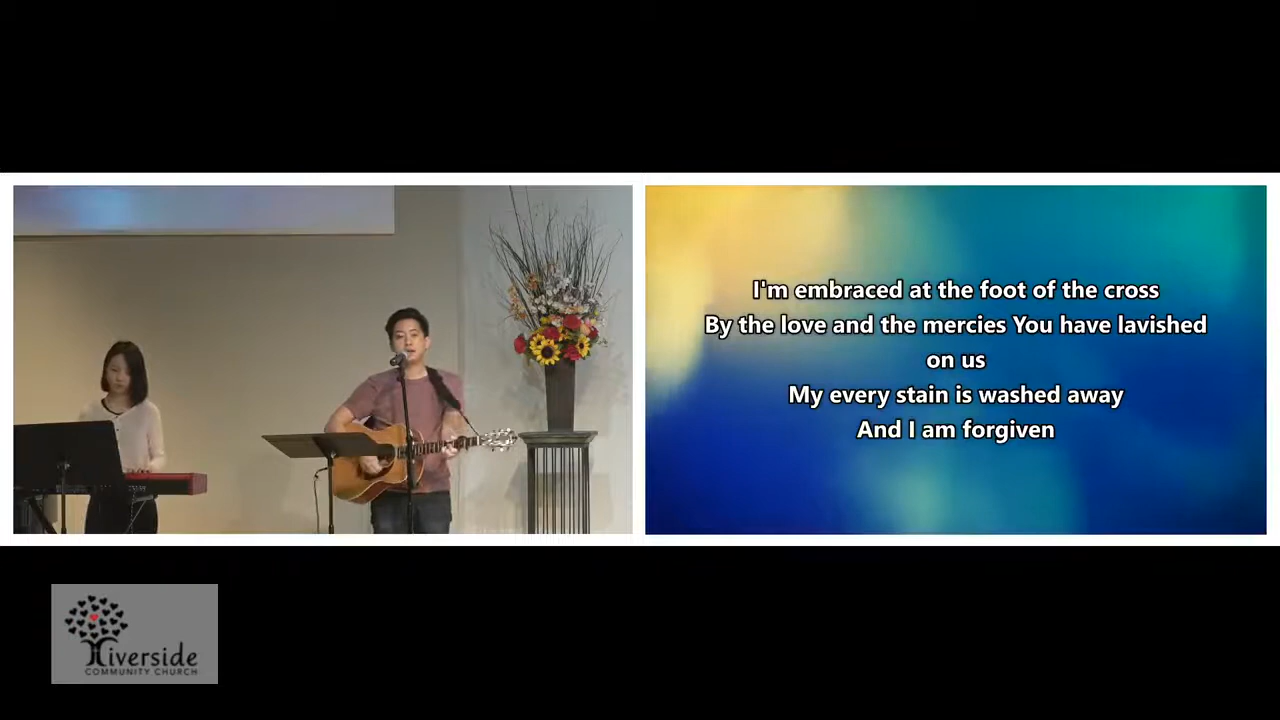 I'm embraced at the foot of the cross
By the love and the mercies You have lavished
on us
My every stain is washed away
And I am forgiven
Riverside
COMMUNITY CHURCH